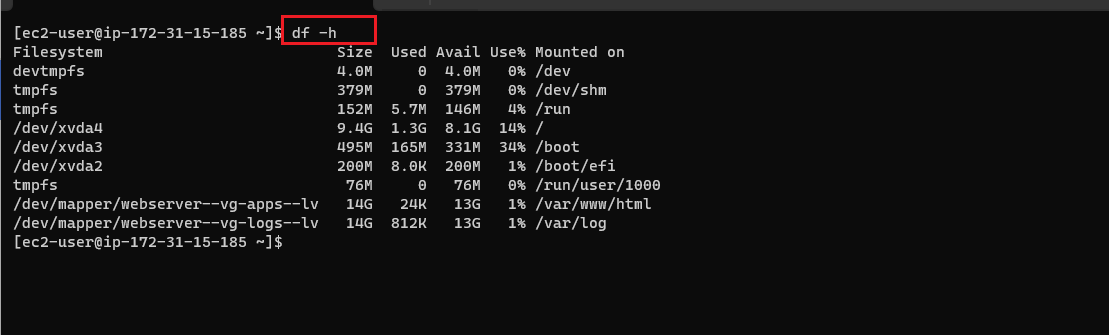 [ec2-user@ip-172-31-15-185 ~]$ df -h
Filesystem                           Size  Used Avail Use% Mounted on
devtmpfs                             4.0M     0  4.0M   0% /dev
tmpfs                                379M     0  379M   0% /dev/shm
tmpfs                                152M  5.7M  146M   4% /run
/dev/xvda4                           9.4G  1.3G  8.1G  14% /
/dev/xvda3                           495M  165M  331M  34% /boot
/dev/xvda2                           200M  8.0K  200M   1% /boot/efi
tmpfs                                 76M     0   76M   0% /run/user/1000
/dev/mapper/webserver--vg-apps--lv    14G   24K   13G   1% /var/www/html
/dev/mapper/webserver--vg-logs--lv    14G  812K   13G   1% /var/log
[ec2-user@ip-172-31-15-185 ~]$